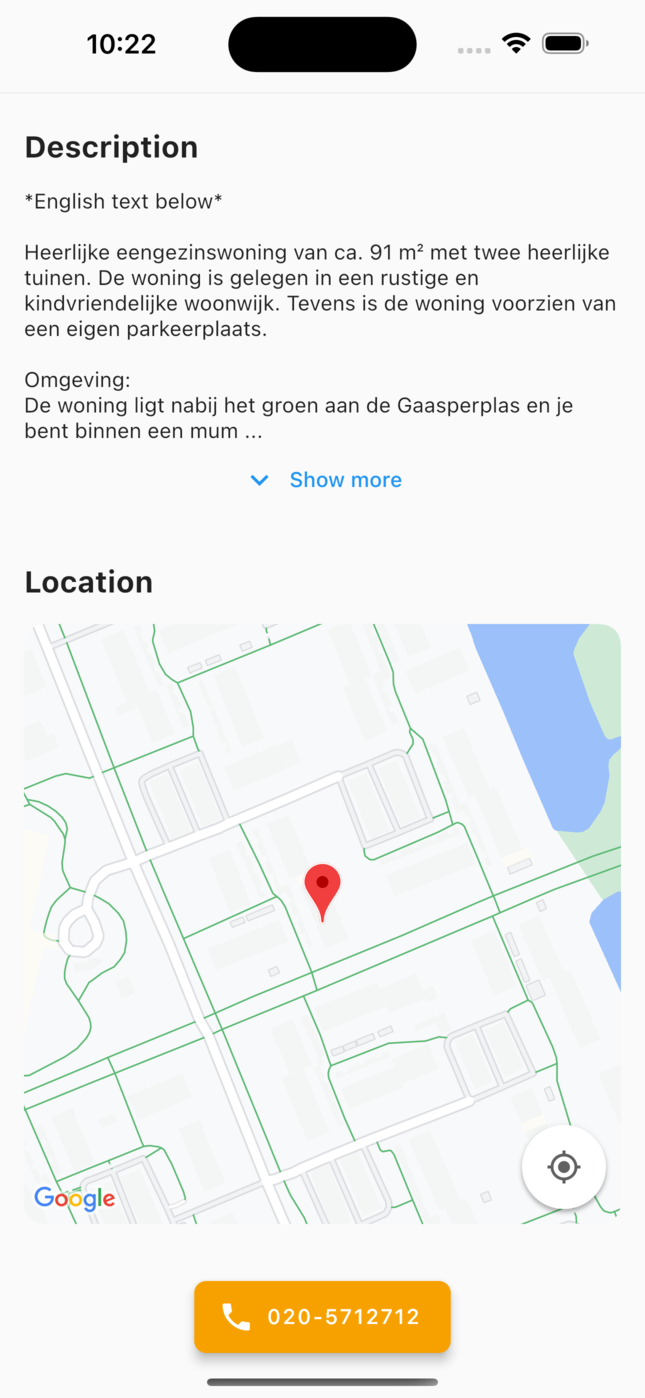 10:22
Description
*English text below*
Heerlijke eengezinswoning van ca. 91 m² met twee heerlijke
tuinen. De woning is gelegen in een rustige en
kindvriendelijke woonwijk. Tevens is de woning voorzien van
een eigen parkeerplaats.
Omgeving:
De woning ligt nabij het groen aan de Gaasperplas en je
bent binnen een mum ...
Show more
Location
Google
020-5712712